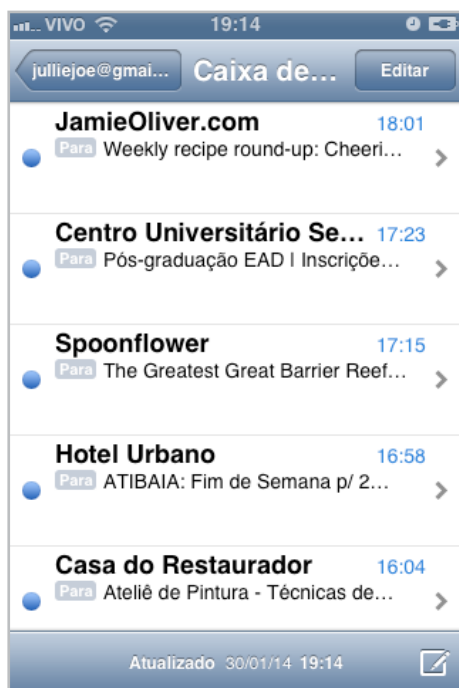 VIVO 19:14
julliejoe@gmai... Caixa de... Editar
JamieOliver.com 18:01
Para Weekly recipe round-up: Cheeri...
Centro Universitário Se... 17:23
Para Pós-graduação EAD I Inscriçõe...
Spoonflower 17:15
Para The Greatest Great Barrier Reef...
Hotel Urbano 16:58
Para ATIBAIA: Fim de Semana p/ 2...
Casa do Restaurador 16:04
Para Ateliê de Pintura - Técnicas de...
Atualizado 30/01/14 19:14